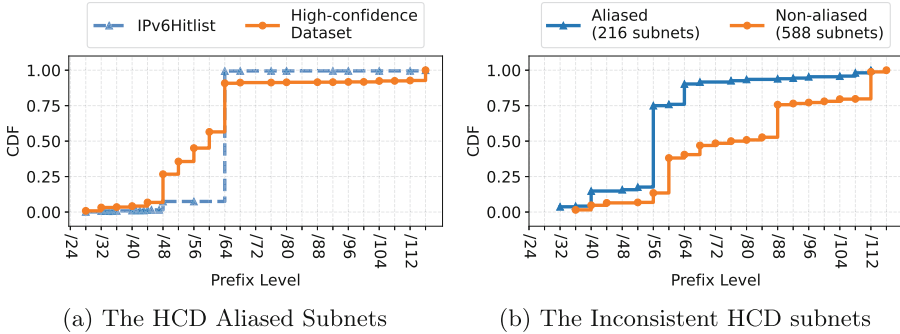 IPv6Hitlist
High-confidence
Dataset
CDF
1.00
0.75
0.50
0.25
0.00
/24
/32
/40
/48
/56
/64
/72
/80
/88
/96
/104
/112
Prefix Level
(a) The HCD Aliased Subnets
Aliased
(216 subnets)
Non-aliased
(588 subnets)
CDF
1.00
0.75
0.50
0.25
0.00
/24
/32
/40
/48
/56
/64
/72
/80
/88
/96
/104
/112
Prefix Level
(b) The Inconsistent HCD subnets